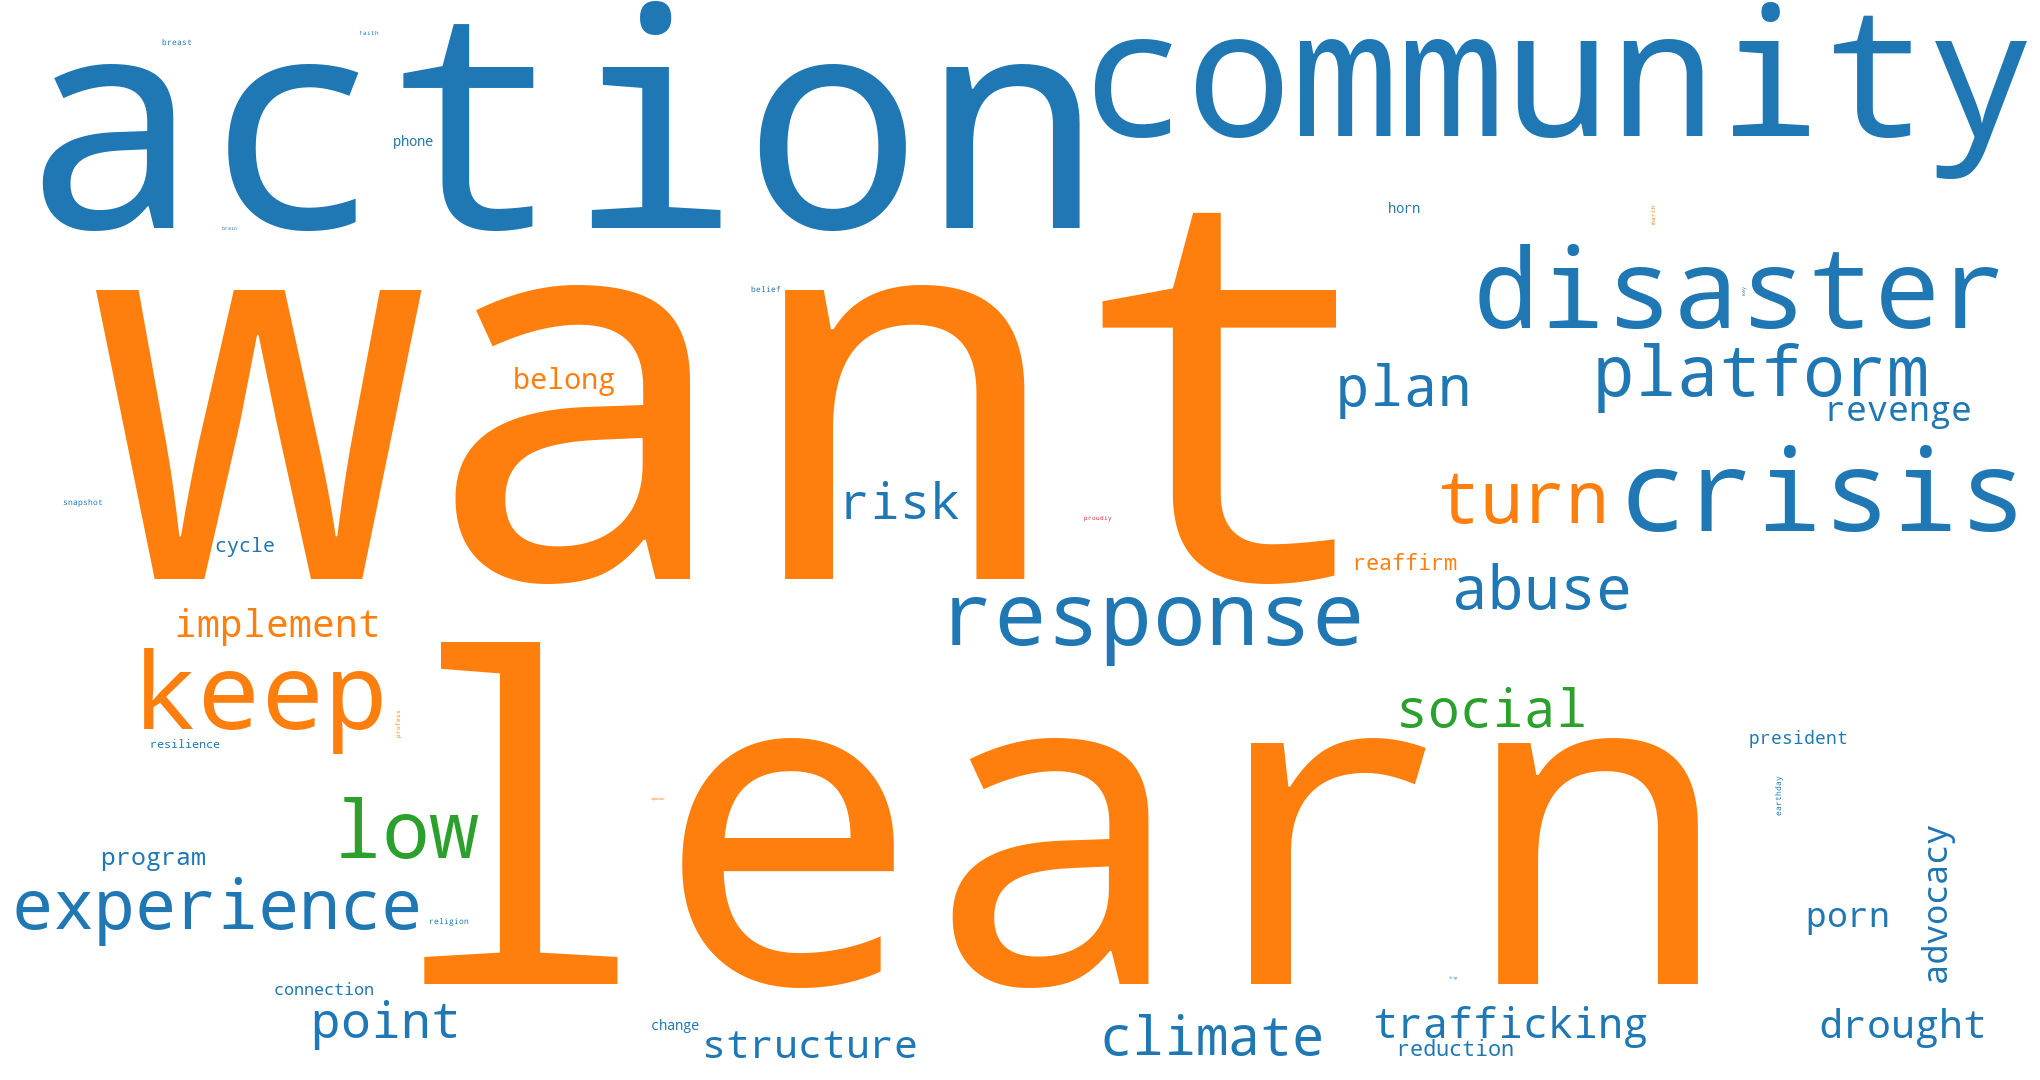 faith
breast
action
community
phone
horn
march
brain
want
disaster
belief
key
platform
plan
belong
revenge
turn
crisis
risk
snapshot
proudly
cycle
reaffirm
abuse
response
implement
keep
learn
social
profess
president
resilience
earthday
low
program
advocacy
experience
porn
religion
connection
point
change
structure
climate
trafficking
drought
reduction